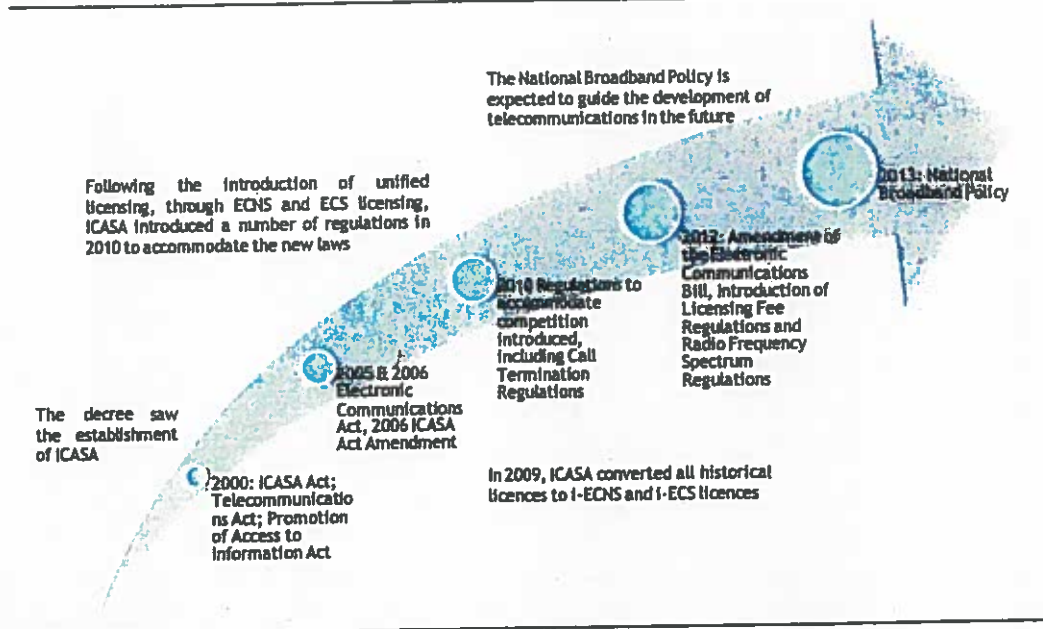 The National Broadband Policy is
expected to guide the development of
telecommunications in the future
2013: National
Broadband Policy
Following the introduction of unified
licensing, through ECNS and ECS licensing,
ICASA introduced a number of regulations in
2010 to accommodate the new laws
2012: Amendment of
the Electronic
Communications
Bill, Introduction of
Licensing Fee
Regulations and
Radio Frequency
Spectrum
Regulations
2010 Regulations to
accommodate
competition
introduced,
including Call
Termination
Regulations
2005 & 2006
Electronic
Communications
Act, 2006 ICASA
Act Amendment
The decree saw
the establishment
of ICASA
2000: ICASA Act;
Telecommunicatio
ns Act; Promotion
of Access to
Information Act
In 2009, ICASA converted all historical
licences to I-ECNS and I-ECS licences